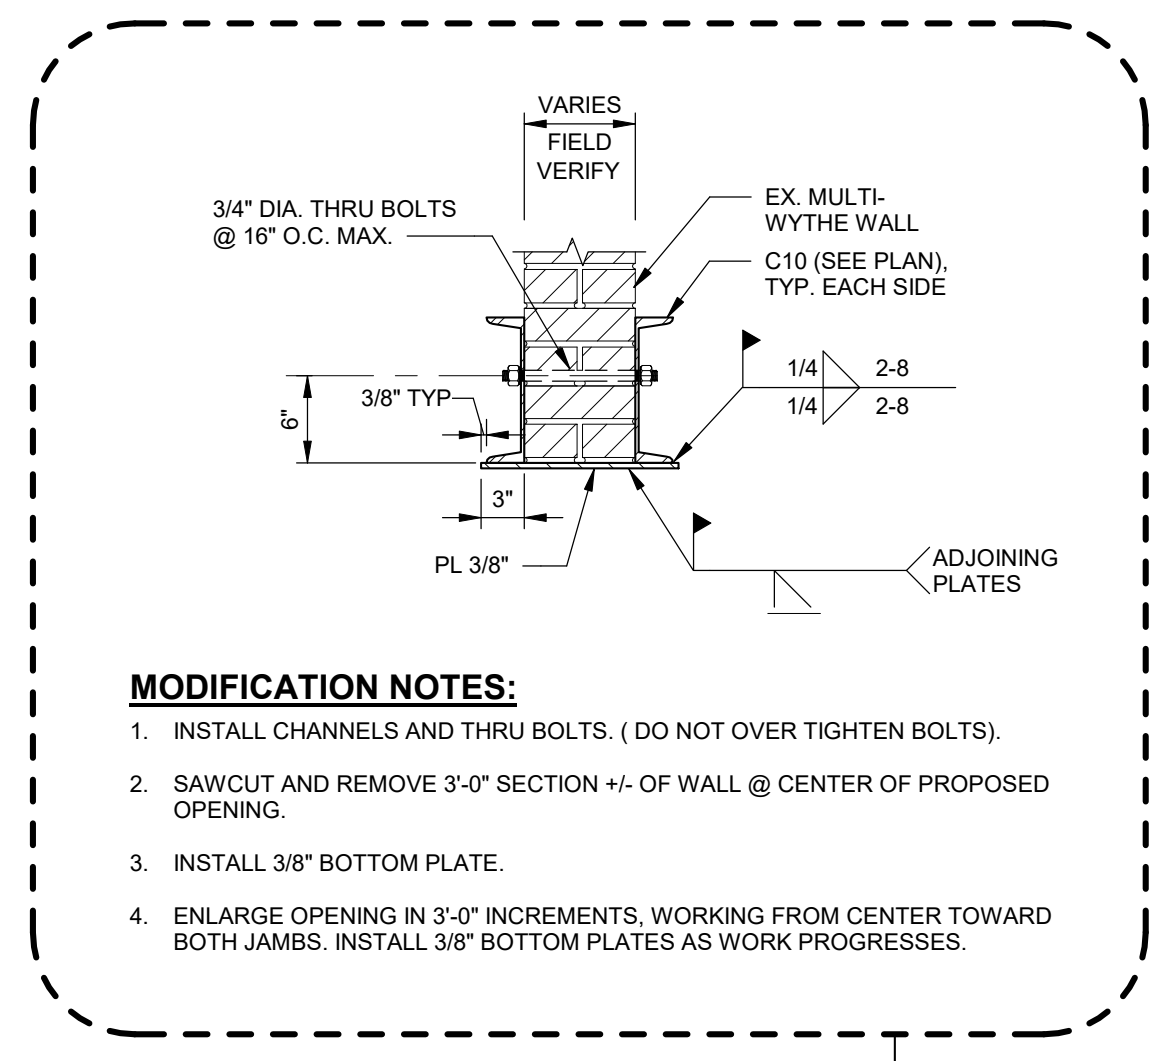 VARIES
FIELD
VERIFY
3/4" DIA. THRU BOLTS
@ 16" O.C. MAX.
EX. MULTI-
WYTHE WALL
C10 (SEE PLAN),
TYP. EACH SIDE
1/4 2-8
1/4 2-8
3/8" TYP
6"
3"
PL 3/8"
ADJOINING
PLATES
MODIFICATION NOTES:
1. INSTALL CHANNELS AND THRU BOLTS. ( DO NOT OVER TIGHTEN BOLTS).
2. SAWCUT AND REMOVE 3'-0" SECTION +/- OF WALL @ CENTER OF PROPOSED
OPENING.
3. INSTALL 3/8" BOTTOM PLATE.
4. ENLARGE OPENING IN 3'-0" INCREMENTS, WORKING FROM CENTER TOWARD
BOTH JAMBS. INSTALL 3/8" BOTTOM PLATES AS WORK PROGRESSES.